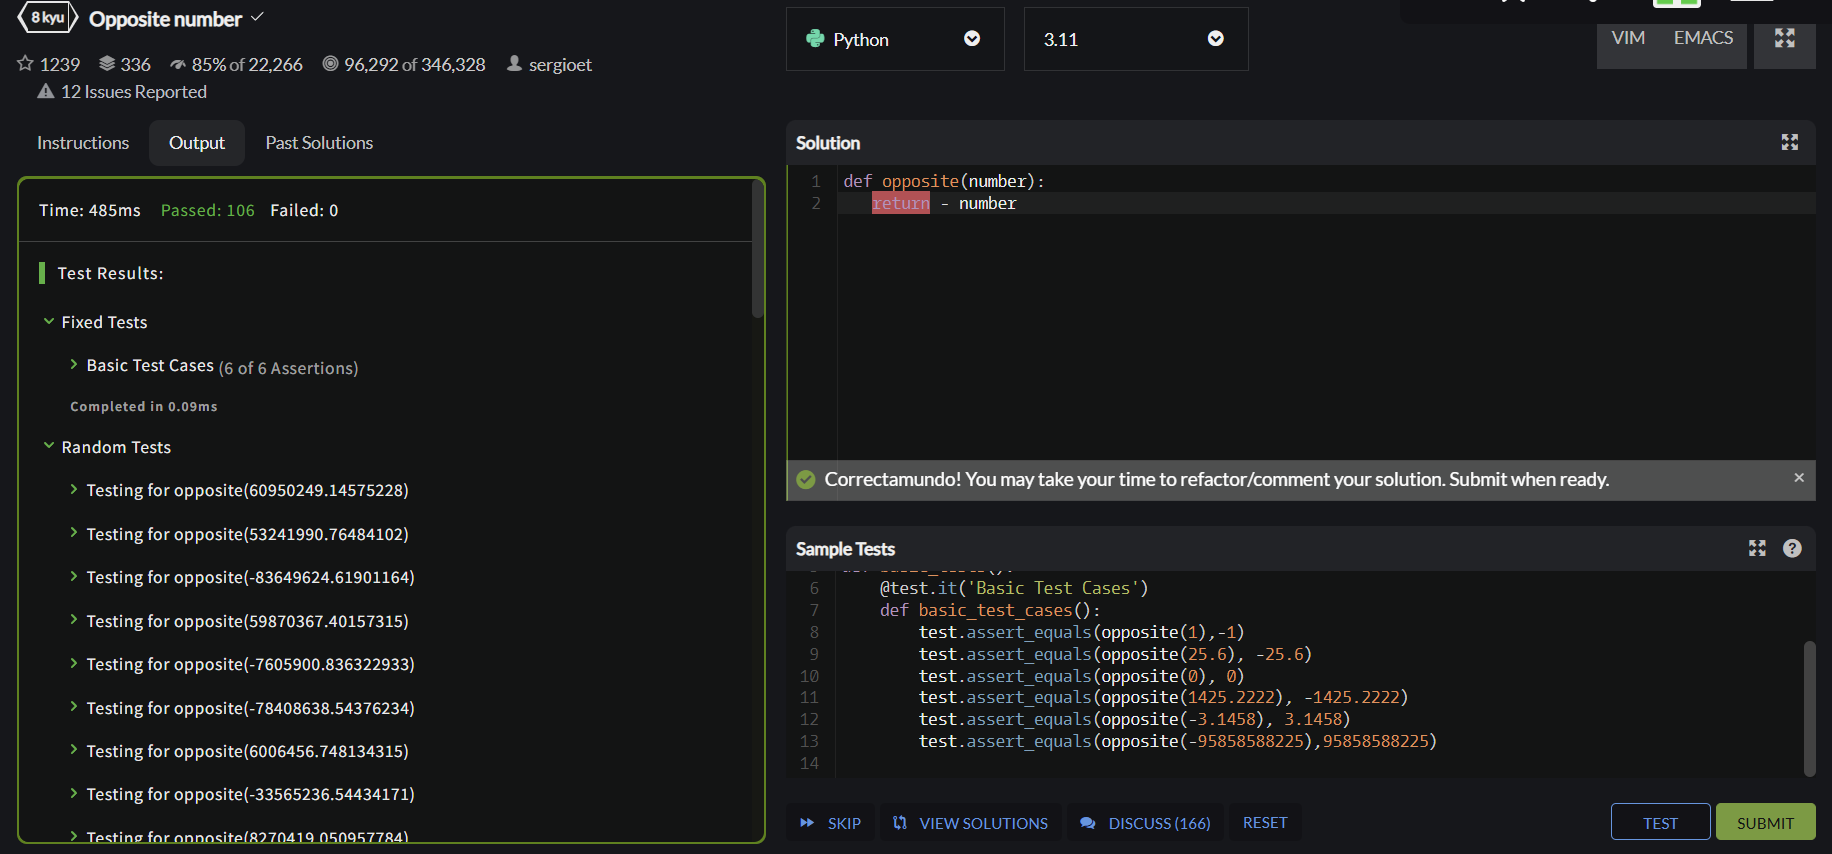 8 kyu Opposite number
1239 336 85% of 22,266 96,292 of 346,328 sergioet
12 Issues Reported
Instructions Output Past Solutions
Time: 485ms Passed: 106 Failed: 0
Test Results:
Fixed Tests
Basic Test Cases (6 of 6 Assertions)
Completed in 0.09ms
Random Tests
Testing for opposite(60950249.14575228)
Testing for opposite(53241990.76484102)
Testing for opposite(-83649624.61901164)
Testing for opposite(59870367.40157315)
Testing for opposite(-7605900.836322933)
Testing for opposite(-78408638.54376234)
Testing for opposite(6006456.748134315)
Testing for opposite(-33565236.54434171)
Testing for opposite(8270419.050957784)
Python 3.11 VIM EMACS
Solution
1 def opposite(number):
2 return - number
Correctamundo! You may take your time to refactor/comment your solution. Submit when ready. ×
Sample Tests
6 @test.it('Basic Test Cases')
7 def basic_test_cases():
8 test.assert_equals(opposite(1),-1)
9 test.assert_equals(opposite(25.6), -25.6)
10 test.assert_equals(opposite(0), 0)
11 test.assert_equals(opposite(1425.2222), -1425.2222)
12 test.assert_equals(opposite(-3.1458), 3.1458)
13 test.assert_equals(opposite(-95858588225),95858588225)
14
SKIP VIEW SOLUTIONS DISCUSS (166) RESET TEST SUBMIT